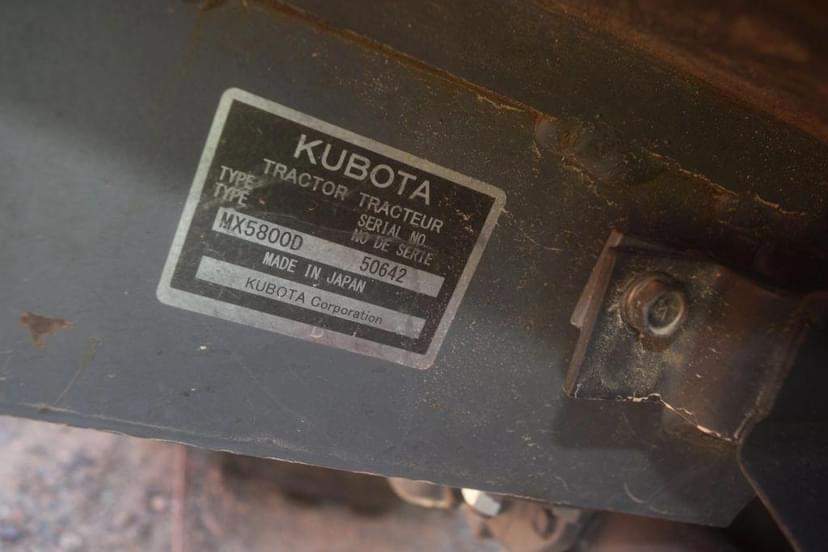 KUBOTA
TRACTOR TRACTEUR
TYPE SERIAL NO.
TYPE NO DE SERIE
MX5800D 50642
MADE IN JAPAN
KUBOTA Corporation